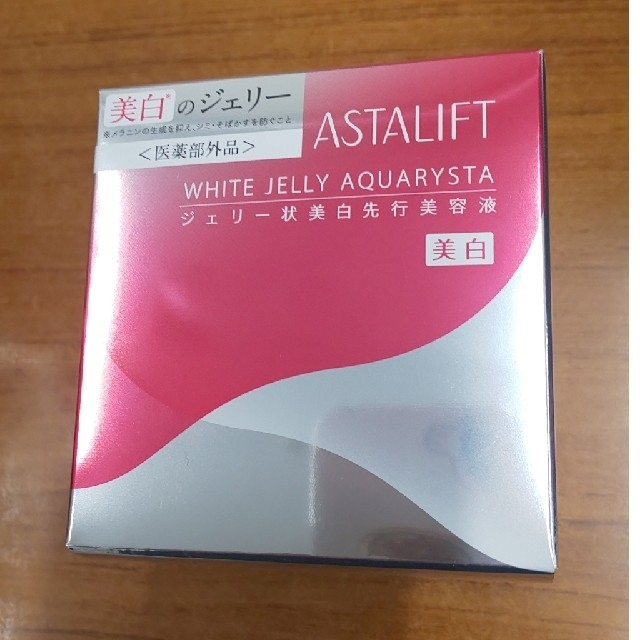 美白※のジェリー
※メラニンの生成を抑え、シミ・そばかすを防ぐこと
＜医薬部外品＞
ASTALIFT
WHITE JELLY AQUARYSTA
ジェリー状美白先行美容液
美白